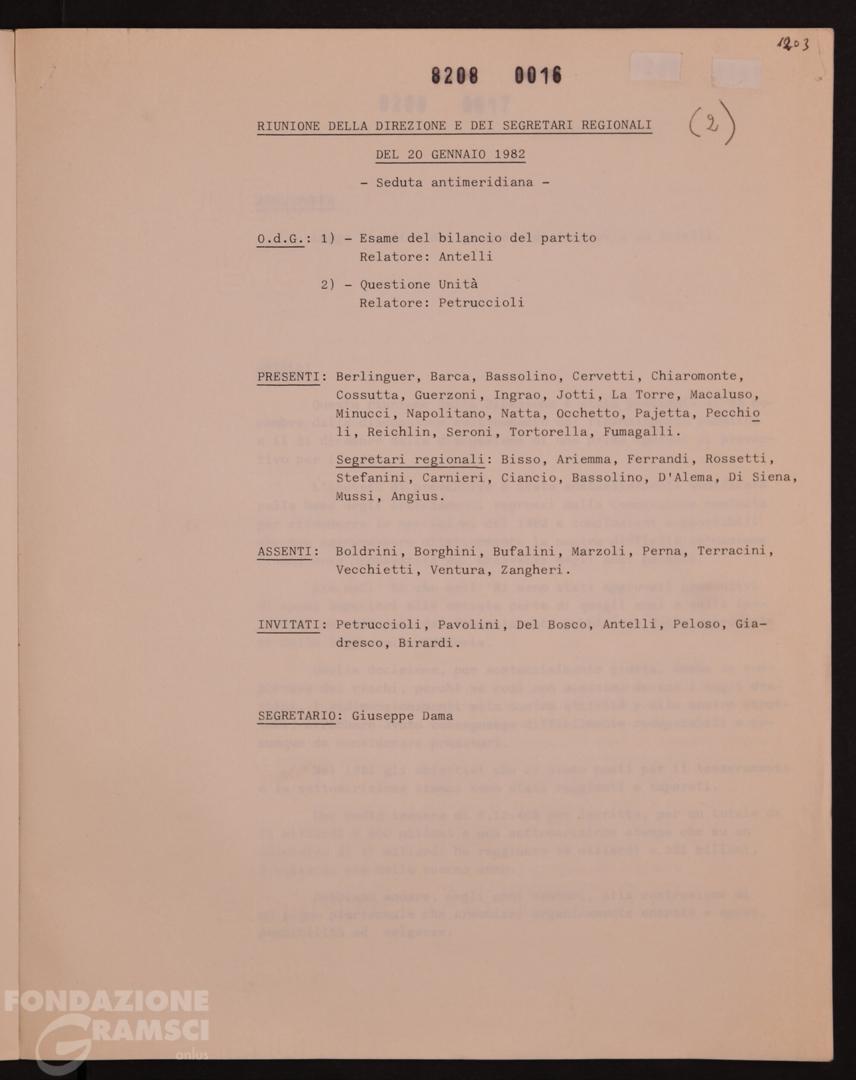 1203
8208 0016
RIUNIONE DELLA DIREZIONE E DEI SEGRETARI REGIONALI
(2)
DEL 20 GENNAIO 1982
- Seduta antimeridiana -
O.d.G.: 1) - Esame del bilancio del partito
Relatore: Antelli
2) - Questione Unità
Relatore: Petruccioli
PRESENTI: Berlinguer, Barca, Bassolino, Cervetti, Chiaromonte,
Cossutta, Guerzoni, Ingrao, Jotti, La Torre, Macaluso,
Minucci, Napolitano, Natta, Occhetto, Pajetta, Pecchio
li, Reichlin, Seroni, Tortorella, Fumagalli.
Segretari regionali: Bisso, Ariemma, Ferrandi, Rossetti,
Stefanini, Carnieri, Ciancio, Bassolino, D'Alema, Di Siena,
Mussi, Angius.
ASSENTI: Boldrini, Borghini, Bufalini, Marzoli, Perna, Terracini,
Vecchietti, Ventura, Zangheri.
INVITATI: Petruccioli, Pavolini, Del Bosco, Antelli, Peloso, Gia-
dresco, Birardi.
SEGRETARIO: Giuseppe Dama
FONDAZIONE
GRAMSCI
onlus